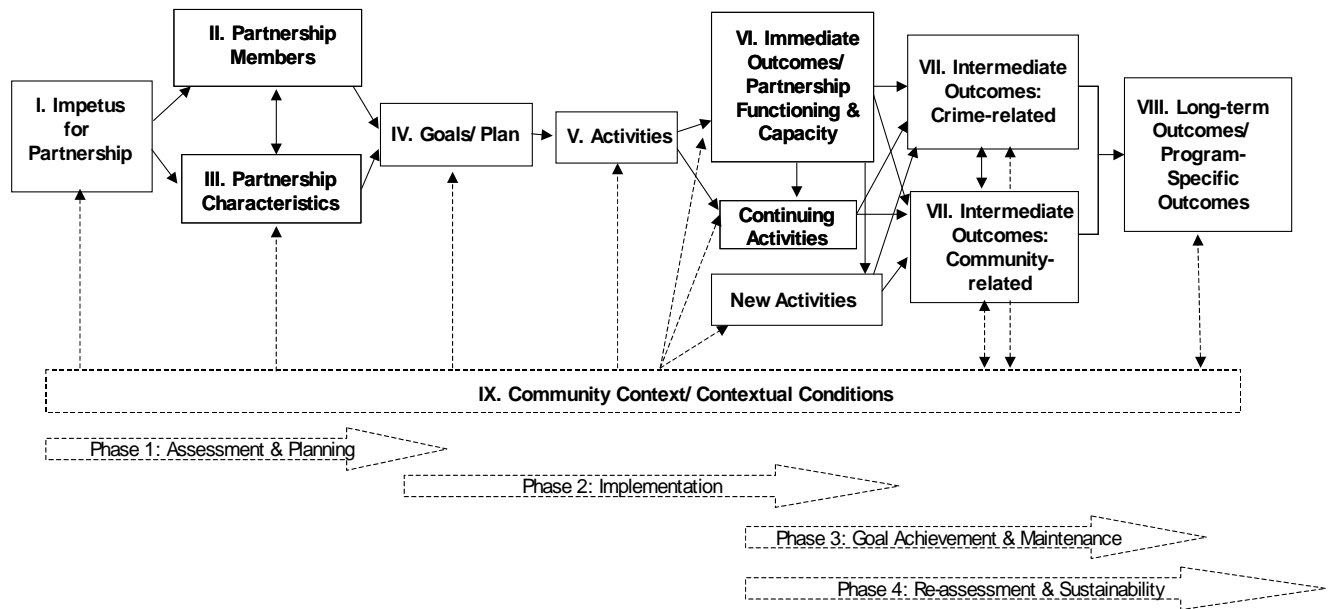 I. Impetus
for
Partnership
II. Partnership
Members
III. Partnership
Characteristics
IV. Goals/ Plan
V. Activities
VI. Immediate
Outcomes/
Partnership
Functioning &
Capacity
Continuing
Activities
New Activities
VII. Intermediate
Outcomes:
Crime-related
VII. Intermediate
Outcomes:
Community-
related
VIII. Long-term
Outcomes/
Program-
Specific
Outcomes
IX. Community Context/ Contextual Conditions
Phase 1: Assessment & Planning
Phase 2: Implementation
Phase 3: Goal Achievement & Maintenance
Phase 4: Re-assessment & Sustainability